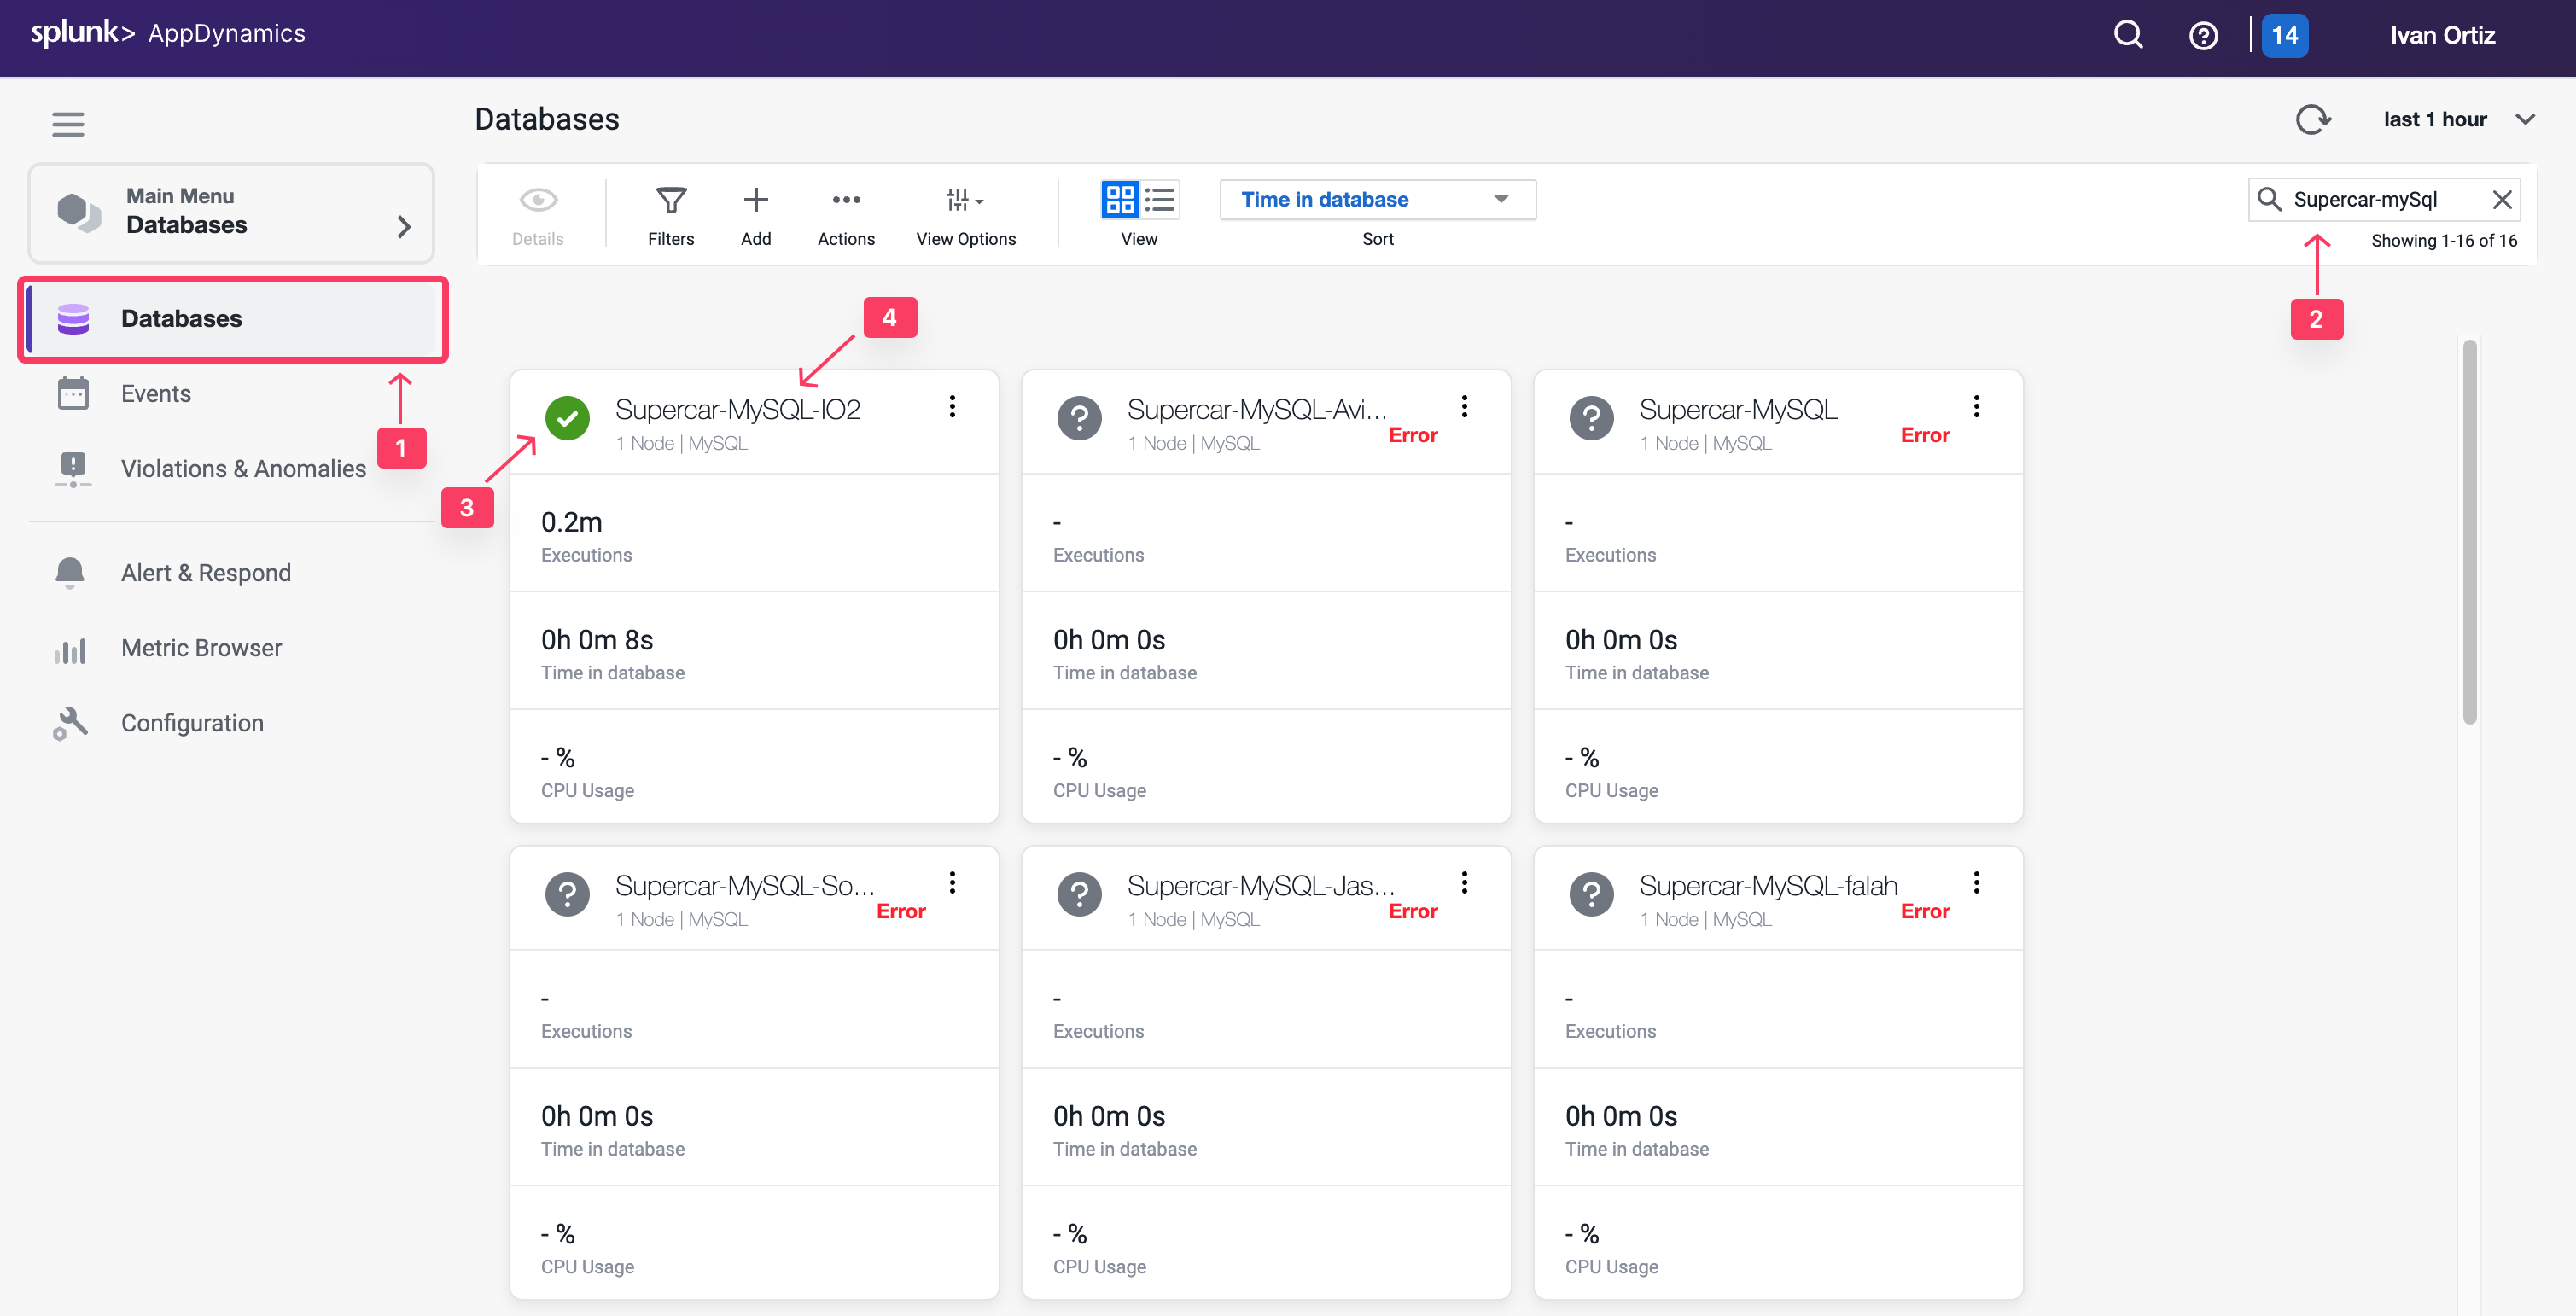 splunk> AppDynamics
14
Ivan Ortiz
Databases
last 1 hour
Main Menu
Databases
Details
Filters
Add
Actions
View Options
View
Time in database
Sort
Supercar-mySql
Showing 1-16 of 16
Databases
Events
Violations & Anomalies
Alert & Respond
Metric Browser
Configuration
1
2
3
4
Supercar-MySQL-IO2
1 Node | MySQL
0.2m
Executions
0h 0m 8s
Time in database
- %
CPU Usage
Supercar-MySQL-Avi...
1 Node | MySQL
Error
-
Executions
0h 0m 0s
Time in database
- %
CPU Usage
Supercar-MySQL
1 Node | MySQL
Error
-
Executions
0h 0m 0s
Time in database
- %
CPU Usage
Supercar-MySQL-So...
1 Node | MySQL
Error
-
Executions
0h 0m 0s
Time in database
- %
CPU Usage
Supercar-MySQL-Jas...
1 Node | MySQL
Error
-
Executions
0h 0m 0s
Time in database
- %
CPU Usage
Supercar-MySQL-falah
1 Node | MySQL
Error
-
Executions
0h 0m 0s
Time in database
- %
CPU Usage